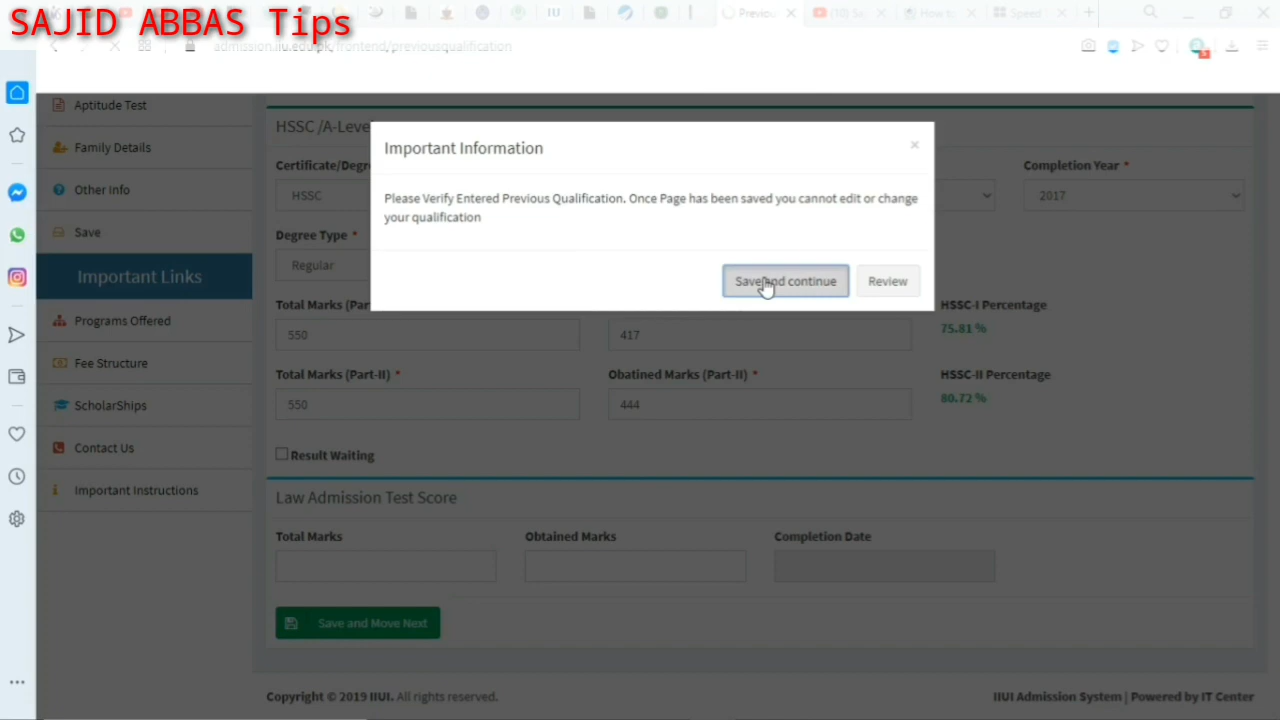 SAJID ABBAS Tips
IIU
Previou
Speed
admission.iiu.edu.pk/frontend/previousqualification
Aptitude Test
Family Details
Other Info
Save
Important Links
Programs Offered
Fee Structure
ScholarShips
Contact Us
Important Instructions
HSSC /A-Leve
Certificate/Degr
HSSC
Completion Year *
2017
Degree Type *
Regular
Important Information
×
Please Verify Entered Previous Qualification. Once Page has been saved you cannot edit or change
your qualification
Save and continue
Review
Total Marks (Par
HSSC-I Percentage
550
417
75.81 %
Total Marks (Part-II) *
Obatined Marks (Part-II) *
HSSC-II Percentage
550
444
80.72 %
Result Waiting
Law Admission Test Score
Total Marks
Obtained Marks
Completion Date
Save and Move Next
Copyright © 2019 IIUI. All rights reserved.
IIUI Admission System | Powered by IT Center